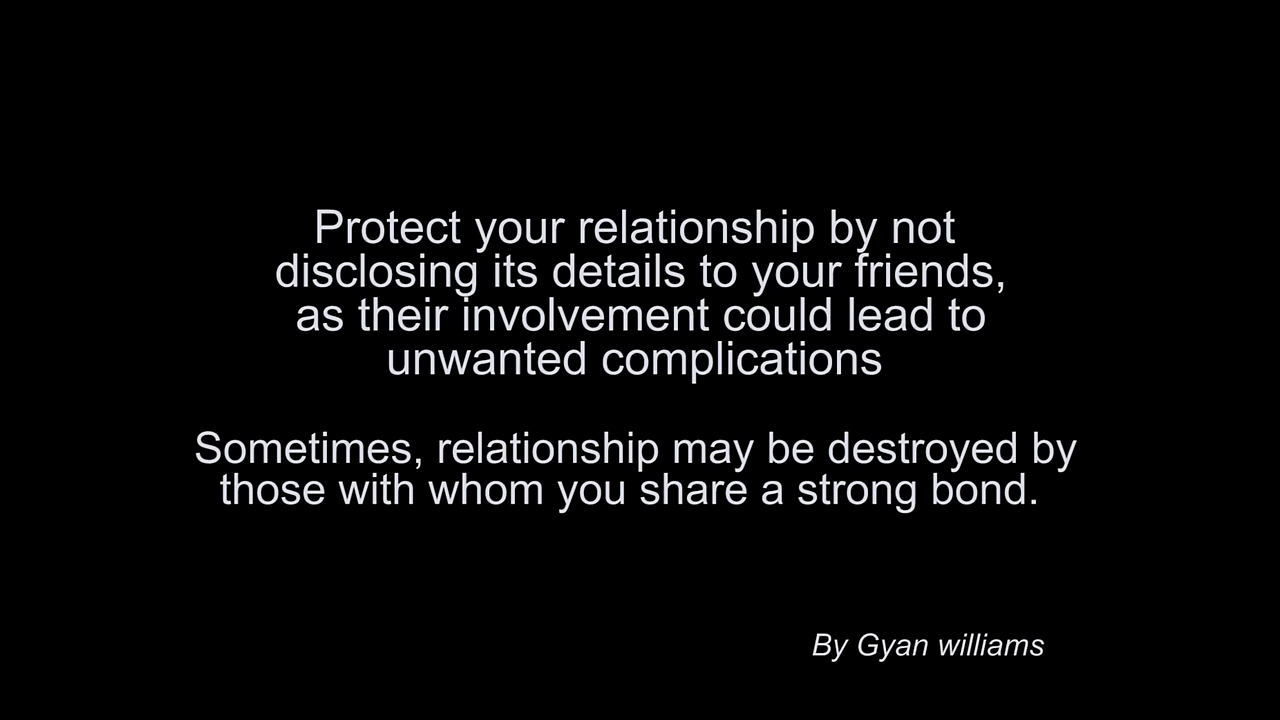 Protect your relationship by not
disclosing its details to your friends,
as their involvement could lead to
unwanted complications
Sometimes, relationship may be destroyed by
those with whom you share a strong bond.
By Gyan williams